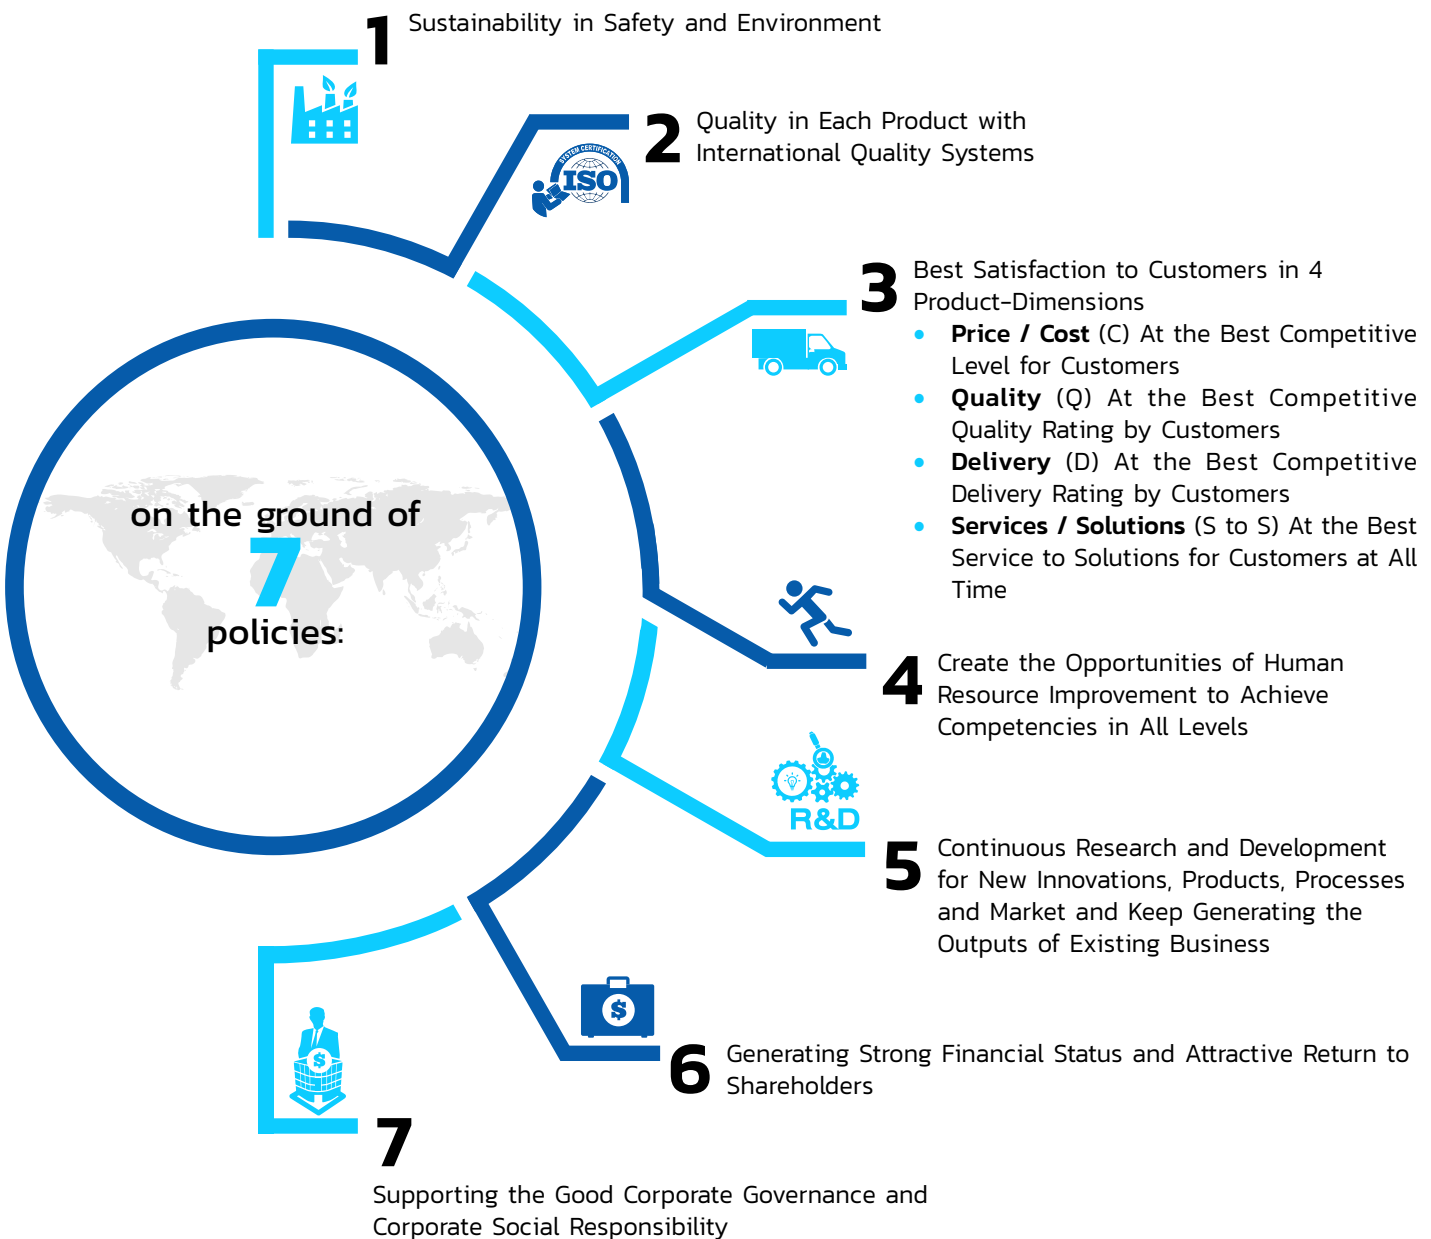 on the ground of
7
policies:
1
Sustainability in Safety and Environment
SYSTEM CERTIFICATION
ISO
2
Quality in Each Product with
International Quality Systems
3
Best Satisfaction to Customers in 4
Product-Dimensions
• Price / Cost (C) At the Best Competitive
Level for Customers
• Quality (Q) At the Best Competitive
Quality Rating by Customers
• Delivery (D) At the Best Competitive
Delivery Rating by Customers
• Services / Solutions (S to S) At the Best
Service to Solutions for Customers at All
Time
4
Create the Opportunities of Human
Resource Improvement to Achieve
Competencies in All Levels
R&D
5
Continuous Research and Development
for New Innovations, Products, Processes
and Market and Keep Generating the
Outputs of Existing Business
$
6
Generating Strong Financial Status and Attractive Return to
Shareholders
$
7
Supporting the Good Corporate Governance and
Corporate Social Responsibility